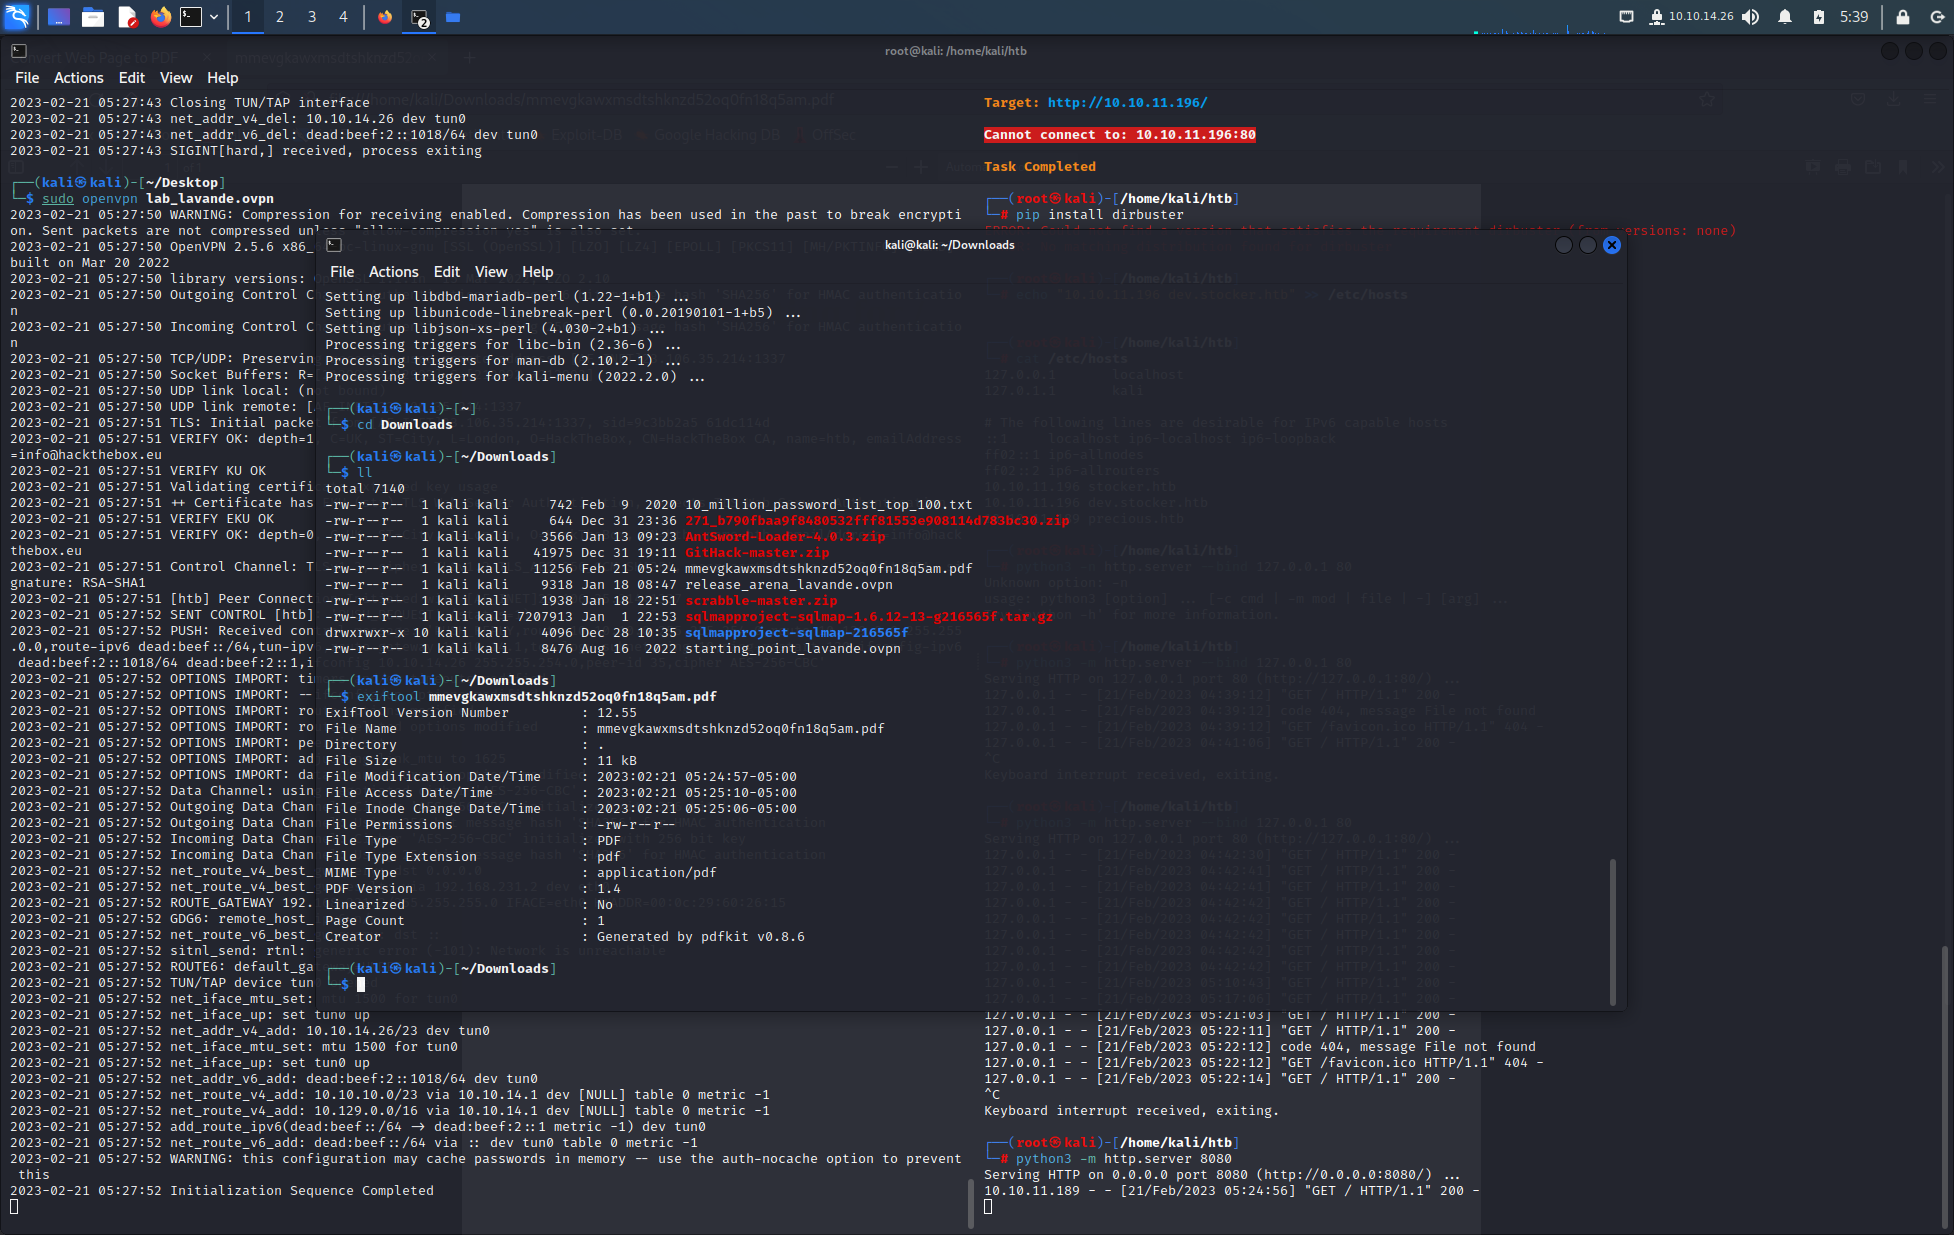 1 2 3 4 2 10.10.14.26 5:39
root@kali: /home/kali/htb
File Actions Edit View Help
2023-02-21 05:27:43 Closing TUN/TAP interface
2023-02-21 05:27:43 net_addr_v4_del: 10.10.14.26 dev tun0
2023-02-21 05:27:43 net_addr_v6_del: dead:beef:2::1018/64 dev tun0
2023-02-21 05:27:43 SIGINT[hard,] received, process exiting
┌──(kali㉿kali)-[~/Desktop]
└─$ sudo openvpn lab_lavande.ovpn
2023-02-21 05:27:50 WARNING: Compression for receiving enabled. Compression has been used in the past to break encrypti
on. Sent packets are not compressed unless "allow-compression yes" is also set.
2023-02-21 05:27:50 OpenVPN 2.5.6 x86_
built on Mar 20 2022
2023-02-21 05:27:50 library versions:
2023-02-21 05:27:50 Outgoing Control C
n
2023-02-21 05:27:50 Incoming Control C
n
2023-02-21 05:27:50 TCP/UDP: Preservin
2023-02-21 05:27:50 Socket Buffers: R=
2023-02-21 05:27:50 UDP link local: (n
2023-02-21 05:27:50 UDP link remote: [
2023-02-21 05:27:51 TLS: Initial packe
2023-02-21 05:27:51 VERIFY OK: depth=1
=info@hackthebox.eu
2023-02-21 05:27:51 VERIFY KU OK
2023-02-21 05:27:51 Validating certifi
2023-02-21 05:27:51 ++ Certificate has
2023-02-21 05:27:51 VERIFY EKU OK
2023-02-21 05:27:51 VERIFY OK: depth=0
thebox.eu
2023-02-21 05:27:51 Control Channel: T
gnature: RSA-SHA1
2023-02-21 05:27:51 [htb] Peer Connect
2023-02-21 05:27:52 SENT CONTROL [htb]
2023-02-21 05:27:52 PUSH: Received con
.0.0,route-ipv6 dead:beef::/64,tun-ipv
dead:beef:2::1018/64 dead:beef:2::1,i
2023-02-21 05:27:52 OPTIONS IMPORT: ti
2023-02-21 05:27:52 OPTIONS IMPORT: --
2023-02-21 05:27:52 OPTIONS IMPORT: ro
2023-02-21 05:27:52 OPTIONS IMPORT: ro
2023-02-21 05:27:52 OPTIONS IMPORT: pe
2023-02-21 05:27:52 OPTIONS IMPORT: ad
2023-02-21 05:27:52 OPTIONS IMPORT: da
2023-02-21 05:27:52 Data Channel: usin
2023-02-21 05:27:52 Outgoing Data Chan
2023-02-21 05:27:52 Outgoing Data Chan
2023-02-21 05:27:52 Incoming Data Chan
2023-02-21 05:27:52 Incoming Data Chan
2023-02-21 05:27:52 net_route_v4_best_
2023-02-21 05:27:52 net_route_v4_best_
2023-02-21 05:27:52 ROUTE_GATEWAY 192.
2023-02-21 05:27:52 GDG6: remote_host_
2023-02-21 05:27:52 net_route_v6_best_
2023-02-21 05:27:52 sitnl_send: rtnl:
2023-02-21 05:27:52 ROUTE6: default_ga
2023-02-21 05:27:52 TUN/TAP device tun
2023-02-21 05:27:52 net_iface_mtu_set: mtu 1500 for tun0
2023-02-21 05:27:52 net_iface_up: set tun0 up
2023-02-21 05:27:52 net_addr_v4_add: 10.10.14.26/23 dev tun0
2023-02-21 05:27:52 net_iface_mtu_set: mtu 1500 for tun0
2023-02-21 05:27:52 net_iface_up: set tun0 up
2023-02-21 05:27:52 net_addr_v6_add: dead:beef:2::1018/64 dev tun0
2023-02-21 05:27:52 net_route_v4_add: 10.10.10.0/23 via 10.10.14.1 dev [NULL] table 0 metric -1
2023-02-21 05:27:52 net_route_v4_add: 10.129.0.0/16 via 10.10.14.1 dev [NULL] table 0 metric -1
2023-02-21 05:27:52 add_route_ipv6(dead:beef::/64 -> dead:beef:2::1 metric -1) dev tun0
2023-02-21 05:27:52 net_route_v6_add: dead:beef::/64 via :: dev tun0 table 0 metric -1
2023-02-21 05:27:52 WARNING: this configuration may cache passwords in memory -- use the auth-nocache option to prevent
this
2023-02-21 05:27:52 Initialization Sequence Completed
kali@kali: ~/Downloads
File Actions Edit View Help
Setting up libdbd-mariadb-perl (1.22-1+b1) ...
Setting up libunicode-linebreak-perl (0.0.20190101-1+b5) ...
Setting up libjson-xs-perl (4.030-2+b1) ...
Processing triggers for libc-bin (2.36-6) ...
Processing triggers for man-db (2.10.2-1) ...
Processing triggers for kali-menu (2022.2.0) ...
┌──(kali㉿kali)-[~]
└─$ cd Downloads
┌──(kali㉿kali)-[~/Downloads]
└─$ ll
total 7140
-rw-r--r-- 1 kali kali 742 Feb 9 2020 10_million_password_list_top_100.txt
-rw-r--r-- 1 kali kali 644 Dec 31 23:36 271_b790fbaa9f8480532fff81553e908114d783bc30.zip
-rw-r--r-- 1 kali kali 3566 Jan 13 09:23 AntSword-Loader-4.0.3.zip
-rw-r--r-- 1 kali kali 41975 Dec 31 19:11 GitHack-master.zip
-rw-r--r-- 1 kali kali 11256 Feb 21 05:24 mmevgkawxmsdtshknzd52oq0fn18q5am.pdf
-rw-r--r-- 1 kali kali 9318 Jan 18 08:47 release_arena_lavande.ovpn
-rw-r--r-- 1 kali kali 1938 Jan 18 22:51 scrabble-master.zip
-rw-r--r-- 1 kali kali 7207913 Jan 1 22:53 sqlmapproject-sqlmap-1.6.12-13-g216565f.tar.gz
drwxrwxr-x 10 kali kali 4096 Dec 28 10:35 sqlmapproject-sqlmap-216565f
-rw-r--r-- 1 kali kali 8476 Aug 16 2022 starting_point_lavande.ovpn
┌──(kali㉿kali)-[~/Downloads]
└─$ exiftool mmevgkawxmsdtshknzd52oq0fn18q5am.pdf
ExifTool Version Number : 12.55
File Name : mmevgkawxmsdtshknzd52oq0fn18q5am.pdf
Directory : .
File Size : 11 kB
File Modification Date/Time : 2023:02:21 05:24:57-05:00
File Access Date/Time : 2023:02:21 05:25:10-05:00
File Inode Change Date/Time : 2023:02:21 05:25:06-05:00
File Permissions : -rw-r--r--
File Type : PDF
File Type Extension : pdf
MIME Type : application/pdf
PDF Version : 1.4
Linearized : No
Page Count : 1
Creator : Generated by pdfkit v0.8.6
┌──(kali㉿kali)-[~/Downloads]
└─$
Target: http://10.10.11.196/
Cannot connect to: 10.10.11.196:80
Task Completed
┌──(root㉿kali)-[/home/kali/htb]
└─# pip install dirbuster
ERROR: Could not find a version that satisfies the requirement dirbuster (from versions: none)
127.0.0.1 - - [21/Feb/2023 05:21:03] "GET / HTTP/1.1" 200 -
127.0.0.1 - - [21/Feb/2023 05:22:11] "GET / HTTP/1.1" 200 -
127.0.0.1 - - [21/Feb/2023 05:22:12] code 404, message File not found
127.0.0.1 - - [21/Feb/2023 05:22:12] "GET /favicon.ico HTTP/1.1" 404 -
127.0.0.1 - - [21/Feb/2023 05:22:14] "GET / HTTP/1.1" 200 -
^C
Keyboard interrupt received, exiting.
┌──(root㉿kali)-[/home/kali/htb]
└─# python3 -m http.server 8080
Serving HTTP on 0.0.0.0 port 8080 (http://0.0.0.0:8080/) ...
10.10.11.189 - - [21/Feb/2023 05:24:56] "GET / HTTP/1.1" 200 -